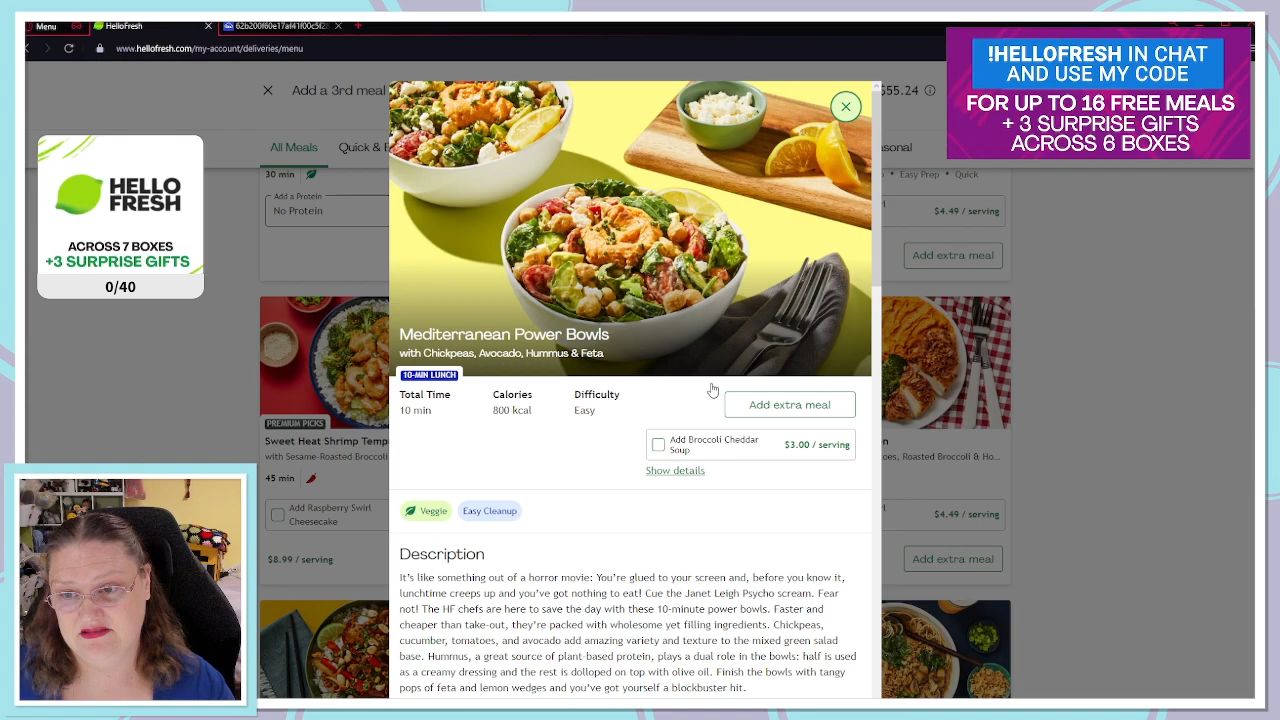 Menu
HelloFresh
62b200f60e17af41f00c5f2
www.hellofresh.com/my-account/deliveries/menu
!HELLOFRESH IN CHAT
AND USE MY CODE
FOR UP TO 16 FREE MEALS
+ 3 SURPRISE GIFTS
ACROSS 6 BOXES
Add a 3rd meal
$55.24
All Meals
Quick & E
asonal
HELLO
FRESH
ACROSS 7 BOXES
+3 SURPRISE GIFTS
0/40
30 min
Add a Protein
No Protein
• Easy Prep • Quick
$4.49 / serving
Add extra meal
Mediterranean Power Bowls
with Chickpeas, Avocado, Hummus & Feta
10-MIN LUNCH
Total Time
Calories
Difficulty
10 min
800 kcal
Easy
Add extra meal
Add Broccoli Cheddar
Soup
$3.00 / serving
Show details
PREMIUM PICKS
Sweet Heat Shrimp Temp
with Sesame-Roasted Broccoli
45 min
Add Raspberry Swirl
Cheesecake
$8.99 / serving
en
oes, Roasted Broccoli & Ho...
$4.49 / serving
Add extra meal
Veggie
Easy Cleanup
Description
It's like something out of a horror movie: You're glued to your screen and, before you know it,
lunchtime creeps up and you've got nothing to eat! Cue the Janet Leigh Psycho scream. Fear
not! The HF chefs are here to save the day with these 10-minute power bowls. Faster and
cheaper than take-out, they're packed with wholesome yet filling ingredients. Chickpeas,
cucumber, tomatoes, and avocado add amazing variety and texture to the mixed green salad
base. Hummus, a great source of plant-based protein, plays a dual role in the bowls: half is used
as a creamy dressing and the rest is dolloped on top with olive oil. Finish the bowls with tangy
pops of feta and lemon wedges and you've got yourself a blockbuster hit.